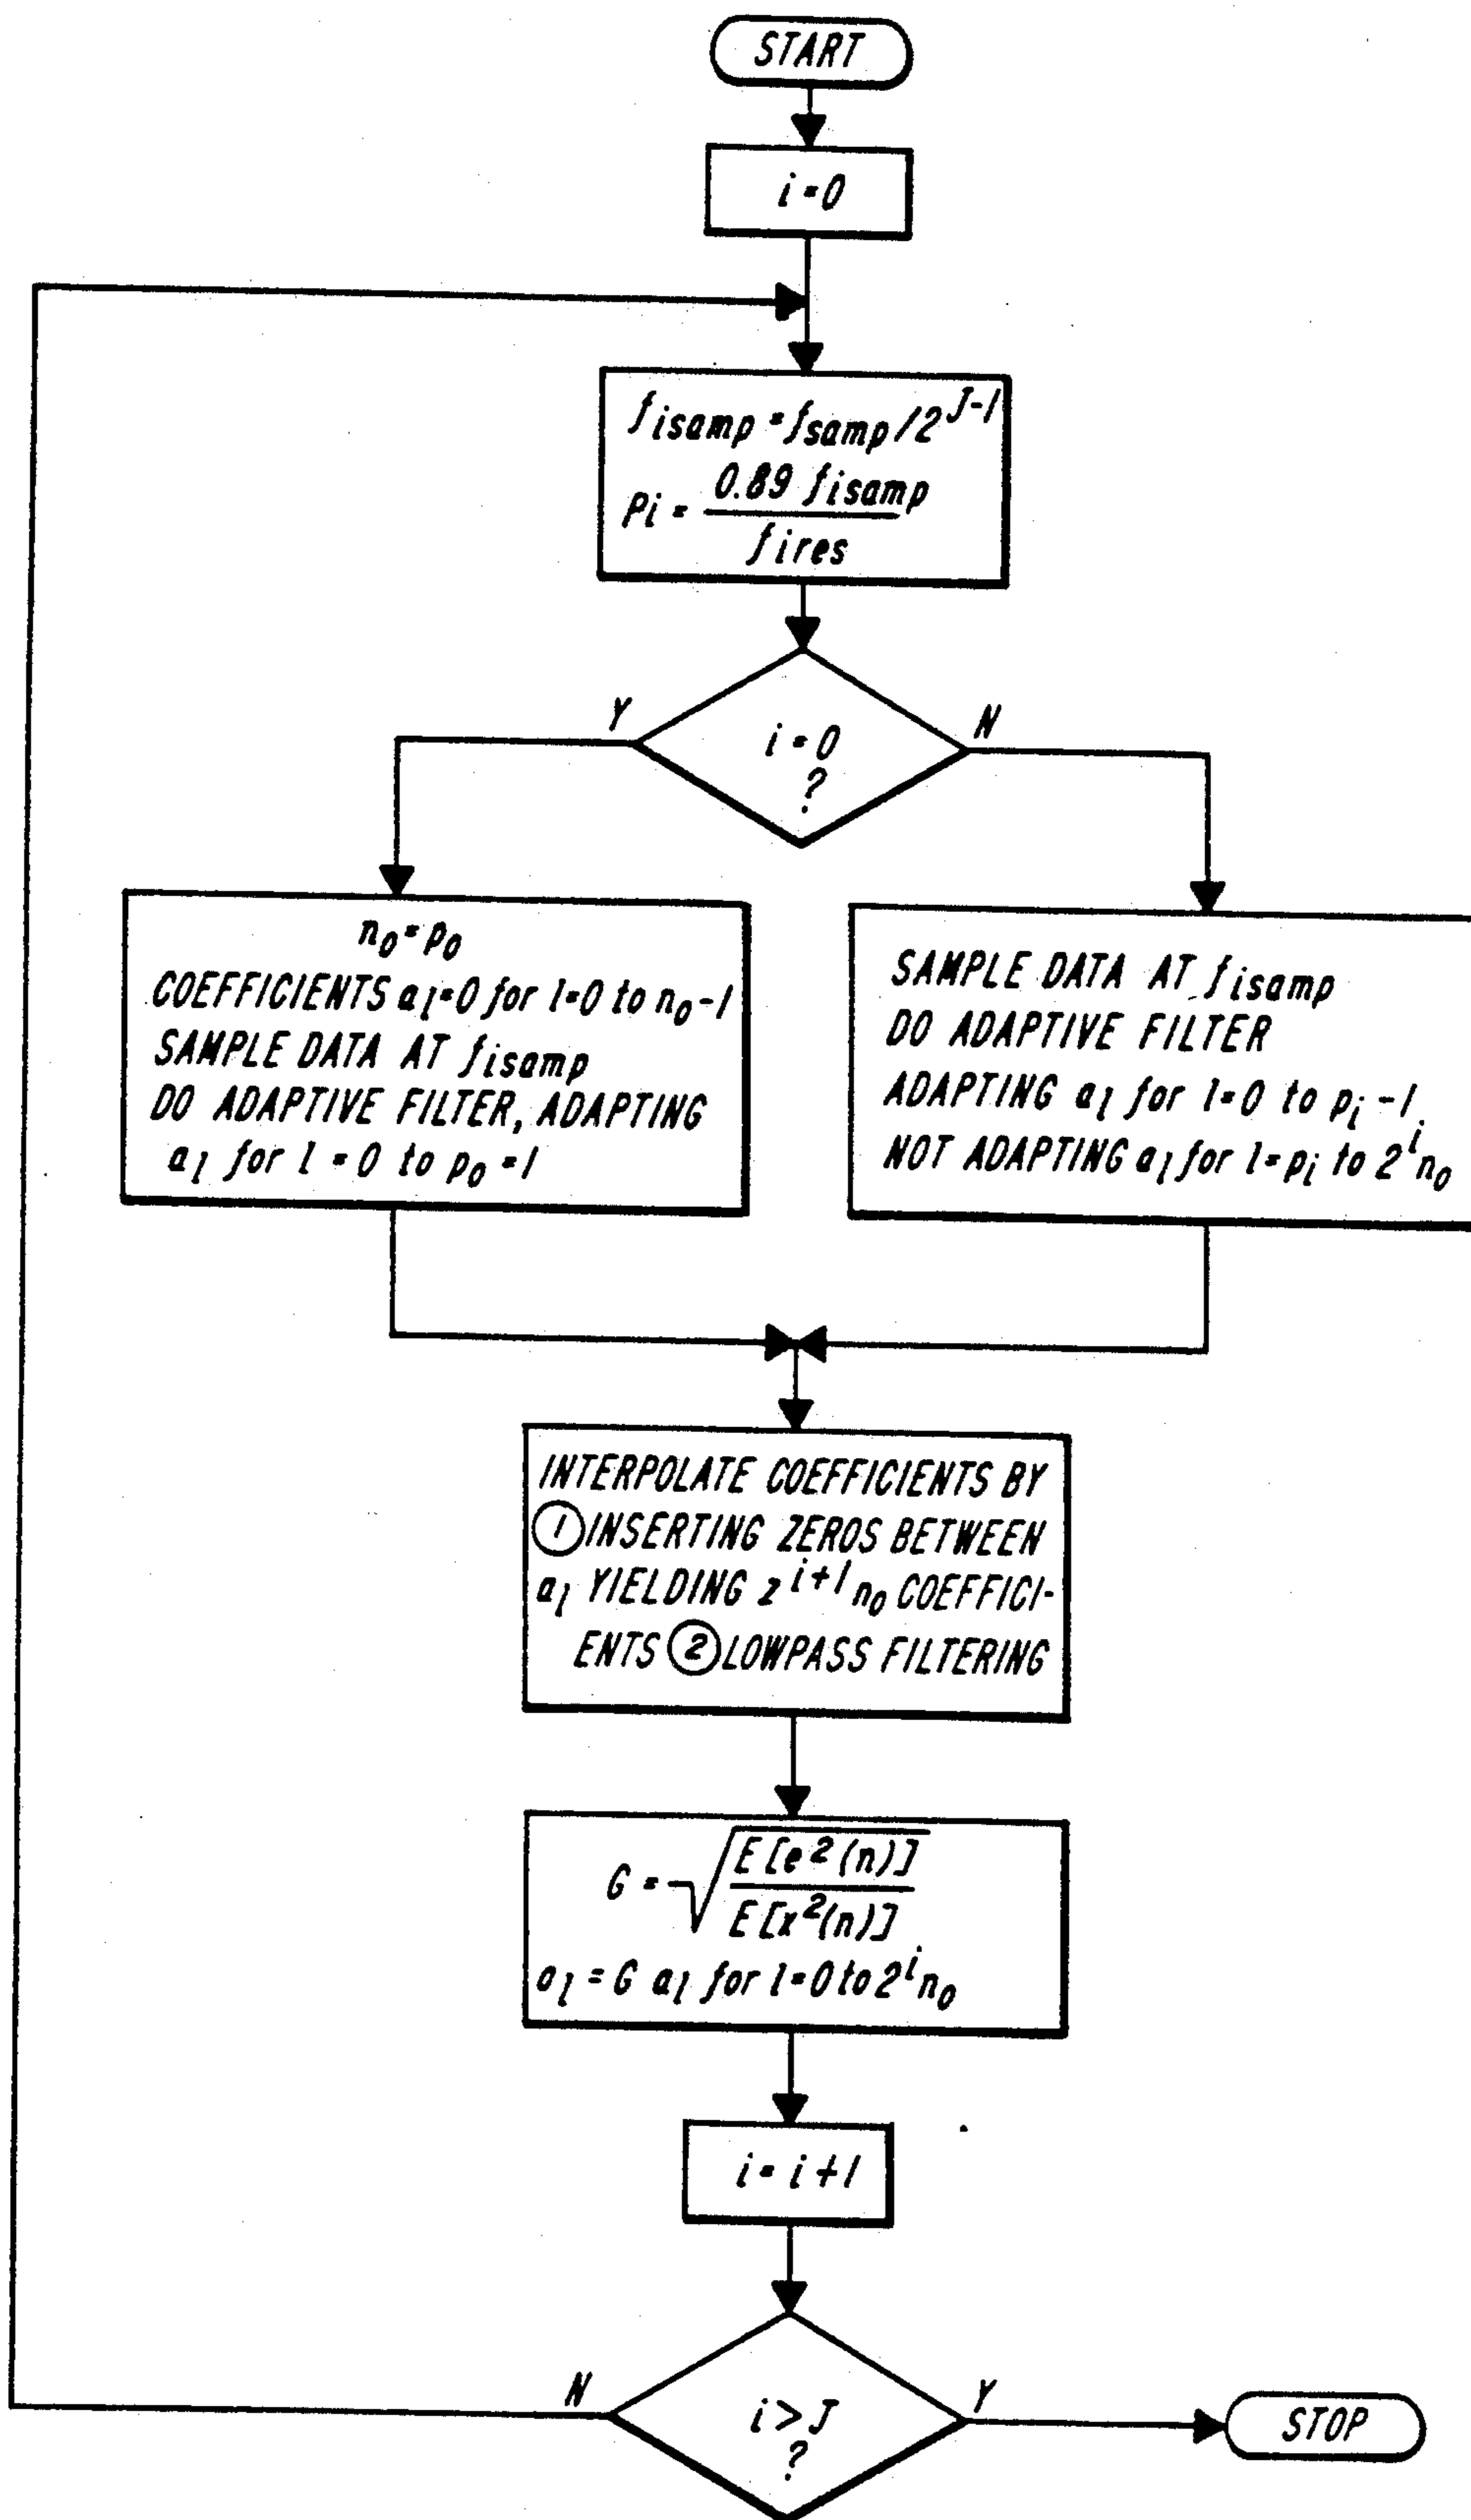 START
i=0
fisamp = fsamp/2^J-1
Pi = 0.89 fisamp
fires
Y
i=0
?
N
n0=p0
COEFFICIENTS al=0 for l=0 to n0-1
SAMPLE DATA AT fisamp
DO ADAPTIVE FILTER, ADAPTING
al for l = 0 to p0 =1
SAMPLE DATA AT fisamp
DO ADAPTIVE FILTER
ADAPTING al for l=0 to pi -1
NOT ADAPTING al for l=pi to 2^i n0
INTERPOLATE COEFFICIENTS BY
① INSERTING ZEROS BETWEEN
al YIELDING z^i+1 n0 COEFFICI-
ENTS ② LOWPASS FILTERING
G = √ E[e^2(n)]
E[x^2(n)]
al = G al for l=0 to 2^i n0
i= i+1
N
i>J
?
Y
STOP